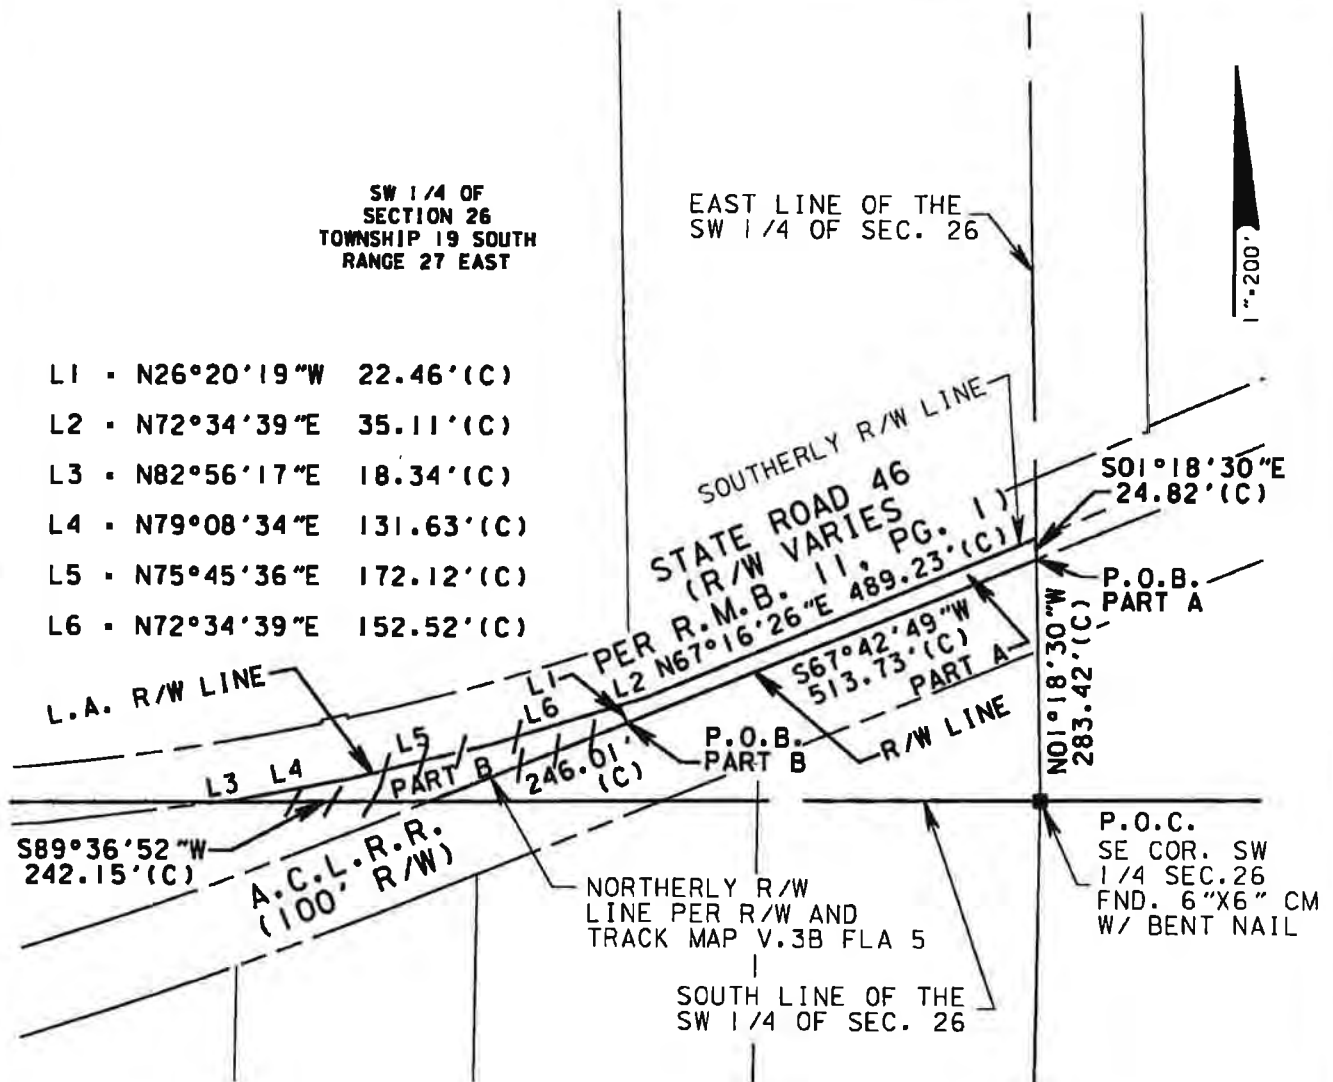 SW 1/4 OF
SECTION 26
TOWNSHIP 19 SOUTH
RANGE 27 EAST
EAST LINE OF THE
SW 1/4 OF SEC. 26
1"=200'
L1 = N26°20'19"W 22.46'(C)
L2 = N72°34'39"E 35.11'(C)
L3 = N82°56'17"E 18.34'(C)
L4 = N79°08'34"E 131.63'(C)
L5 = N75°45'36"E 172.12'(C)
L6 = N72°34'39"E 152.52'(C)
SOUTHERLY R/W LINE
STATE ROAD 46
(R/W VARIES
PER R.M.B. 11, PG. 1)
S01°18'30"E
24.82'(C)
P.O.B.
PART A
L1
L2 N67°16'26"E 489.23'(C)
S67°42'49"W
513.73'(C)
PART A
R/W LINE
N01°18'30"W
283.42'(C)
L.A. R/W LINE
L3 L4 L5 L6
PART B
246.01'
(C)
P.O.B.
PART B
S89°36'52"W
242.15'(C)
A.C.L.R.R.
(100' R/W)
NORTHERLY R/W
LINE PER R/W AND
TRACK MAP V.3B FLA 5
P.O.C.
SE COR. SW
1/4 SEC.26
FND. 6"X6" CM
W/ BENT NAIL
SOUTH LINE OF THE
SW 1/4 OF SEC. 26